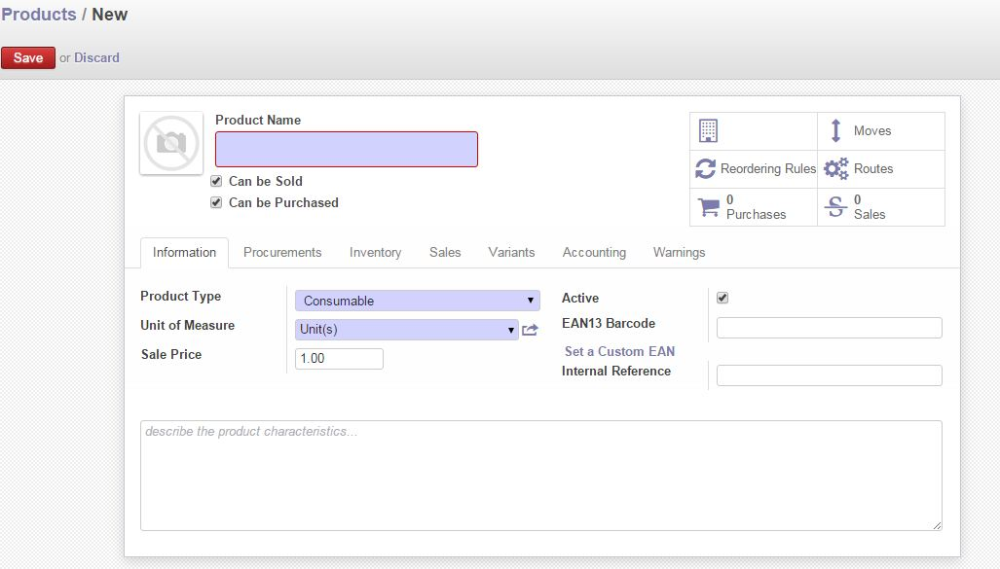 Products / New
Save or Discard
Product Name
Can be Sold
Can be Purchased
Moves
Reordering Rules
Routes
0
Purchases
0
Sales
Information Procurements Inventory Sales Variants Accounting Warnings
Product Type Consumable
Unit of Measure Unit(s)
Sale Price 1.00
Active
EAN13 Barcode
Set a Custom EAN
Internal Reference
describe the product characteristics...